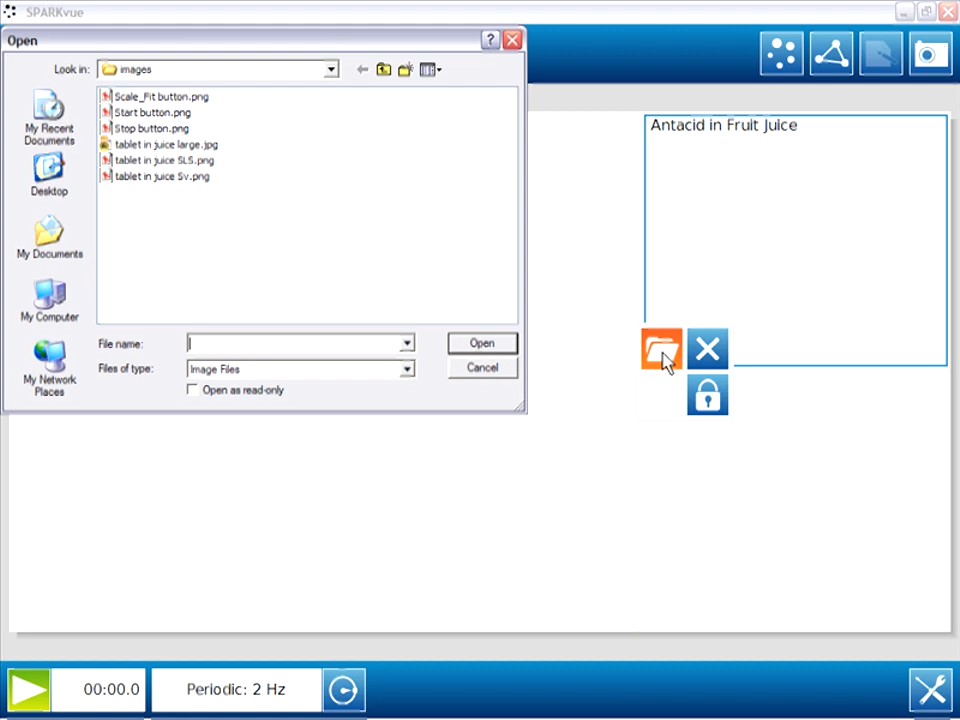 SPARKvue
Open
Look in:
images
Scale_Fit button.png
Start button.png
Stop button.png
tablet in juice large.jpg
tablet in juice SLS.png
tablet in juice Sv.png
My Recent
Documents
Desktop
My Documents
My Computer
My Network
Places
File name:
Open
Files of type:
Image Files
Cancel
Open as read-only
Antacid in Fruit Juice
00:00.0
Periodic: 2 Hz